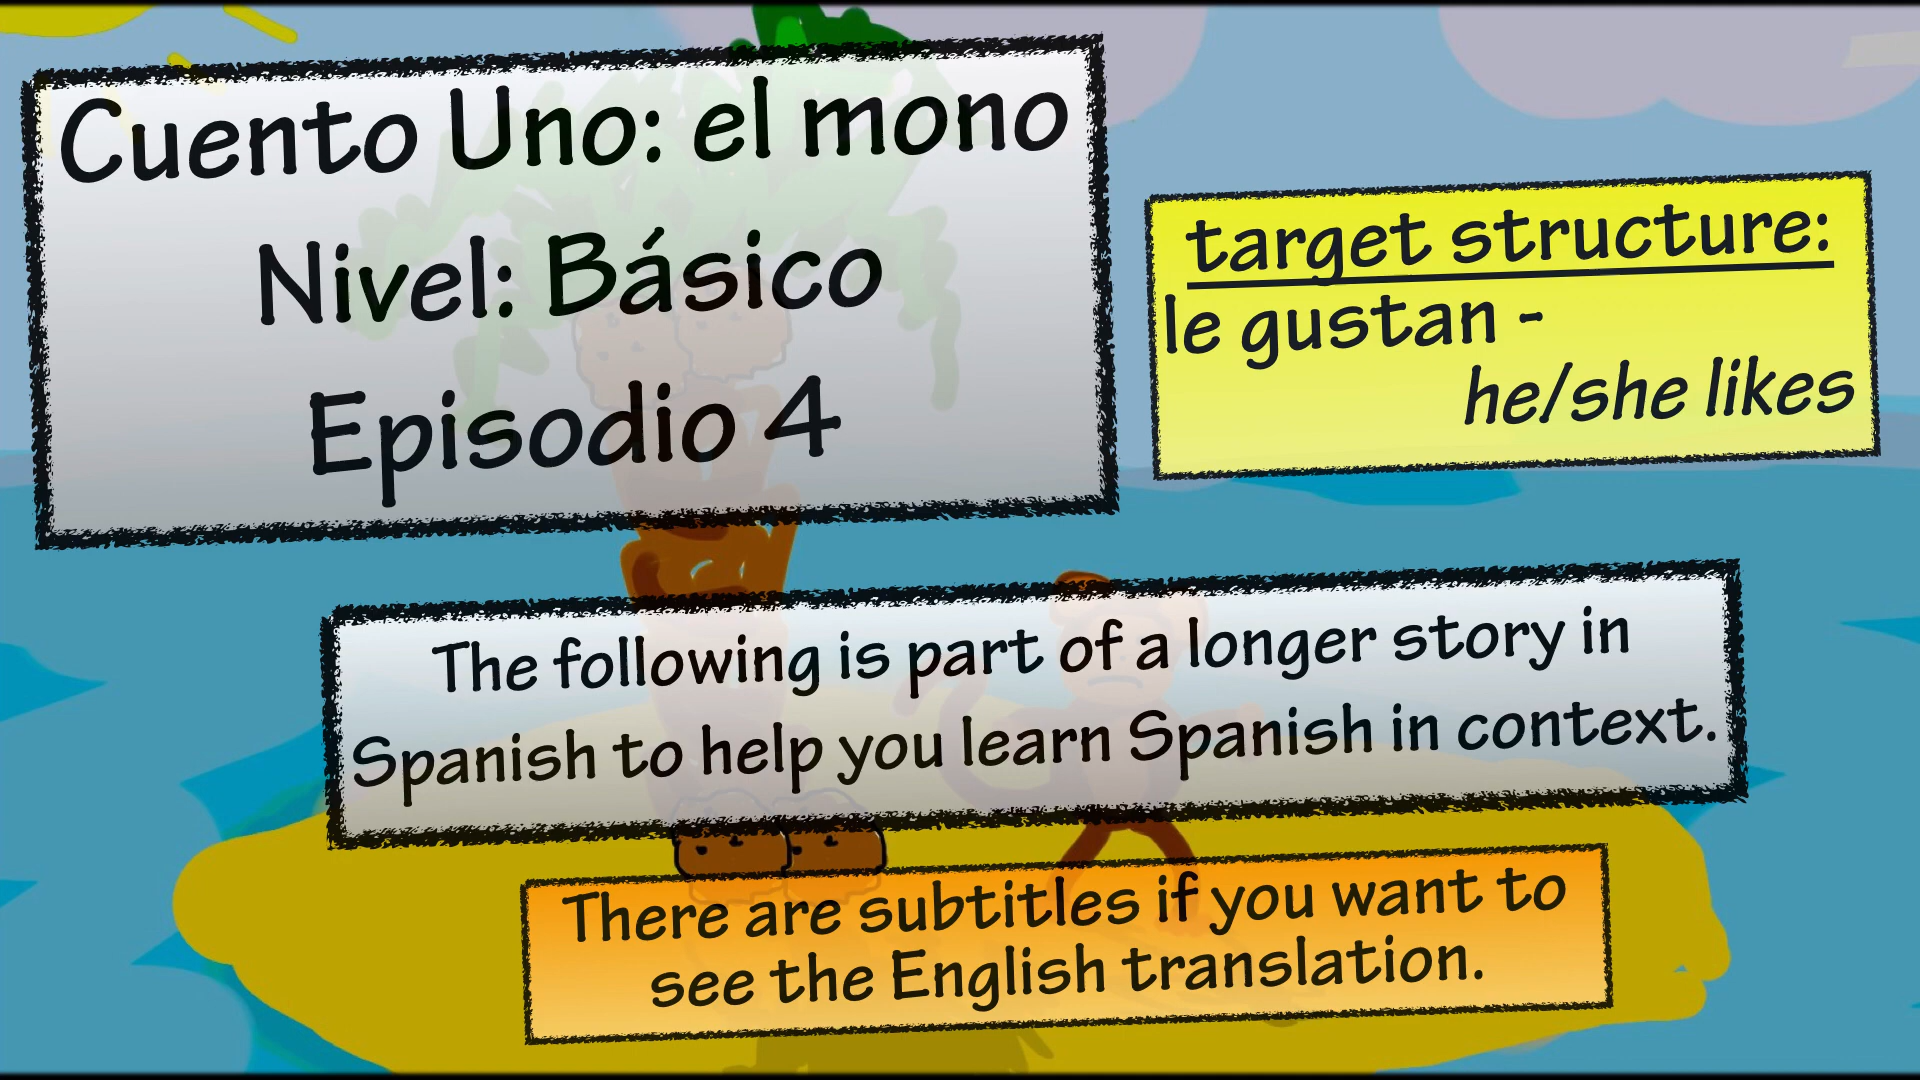 Cuento Uno: el mono
Nivel: Básico
Episodio 4
target structure:
le gustan -
he/she likes
The following is part of a longer story in
Spanish to help you learn Spanish in context.
There are subtitles if you want to
see the English translation.